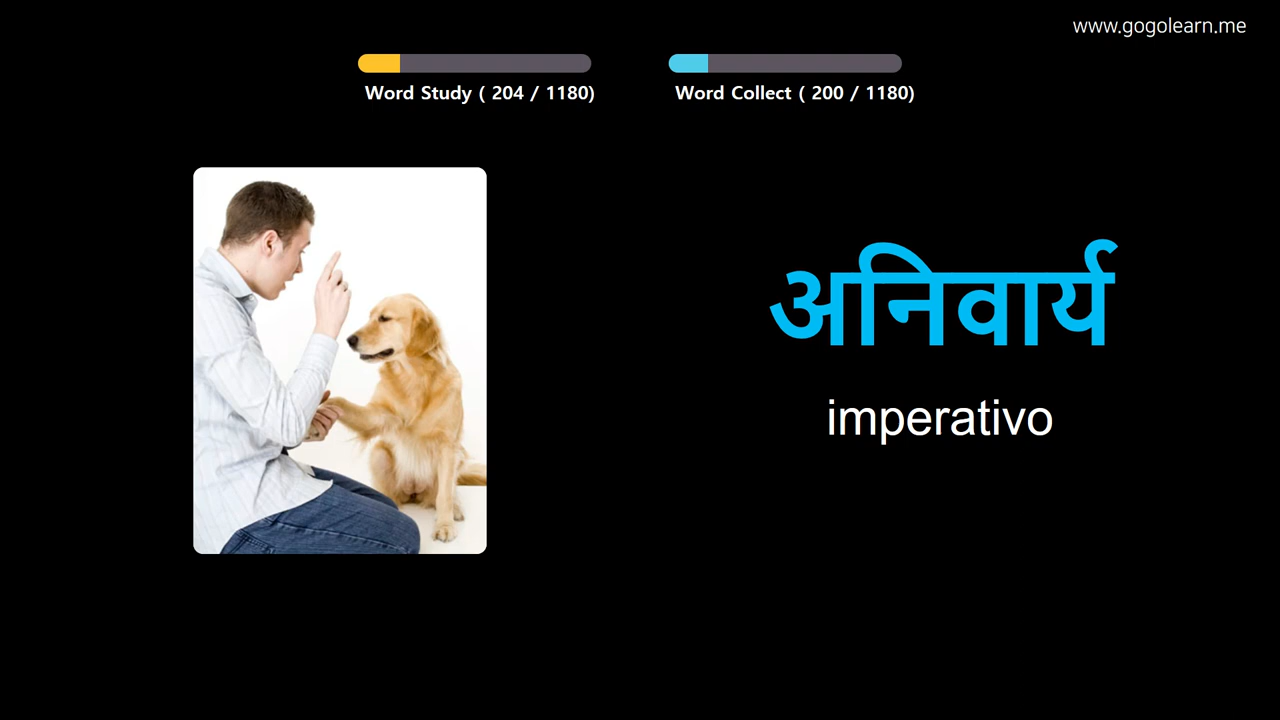 www.gogolearn.me
Word Study ( 204 / 1180)
Word Collect ( 200 / 1180)
अनिवार्य
imperativo